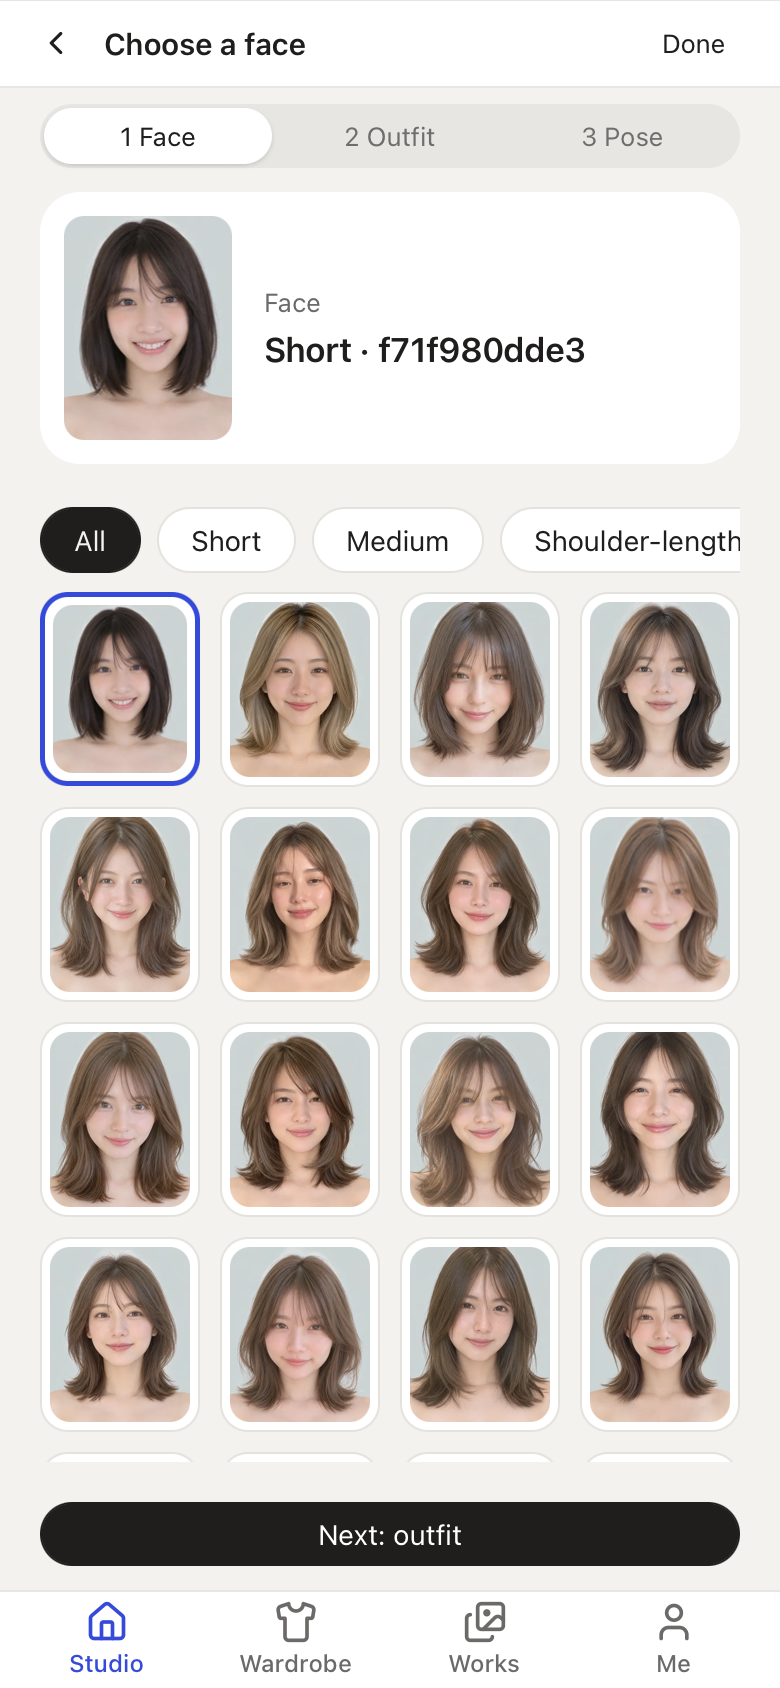 Choose a face
Done
1 Face
2 Outfit
3 Pose
Face
Short · f71f980dde3
All
Short
Medium
Shoulder-length
Next: outfit
Studio
Wardrobe
Works
Me